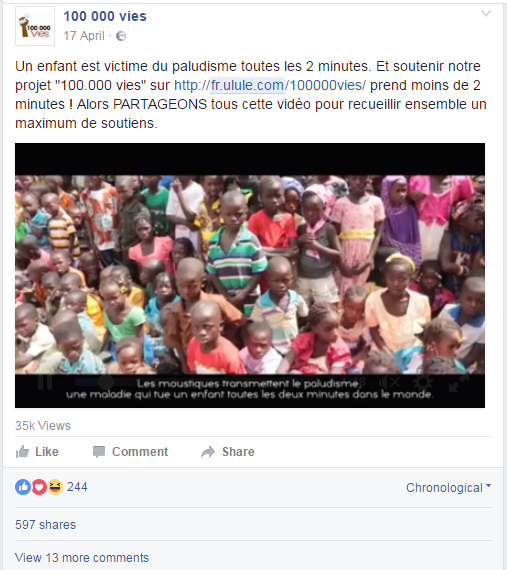 100.000
Vies
100 000 vies
17 April
Un enfant est victime du paludisme toutes les 2 minutes. Et soutenir notre
projet "100.000 vies" sur http://fr.ulule.com/100000vies/ prend moins de 2
minutes ! Alors PARTAGEONS tous cette vidéo pour recueillir ensemble un
maximum de soutiens.
Les moustiques transmettent le paludisme,
une maladie qui tue un enfant toutes les deux minutes dans le monde.
35k Views
Like Comment Share
244 Chronological
597 shares
View 13 more comments